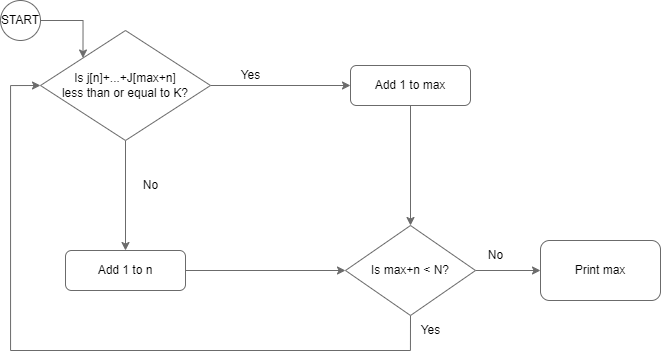 START
Is j[n]+...+J[max+n]
less than or equal to K?
Yes
Add 1 to max
No
Add 1 to n
Is max+n < N?
No
Print max
Yes